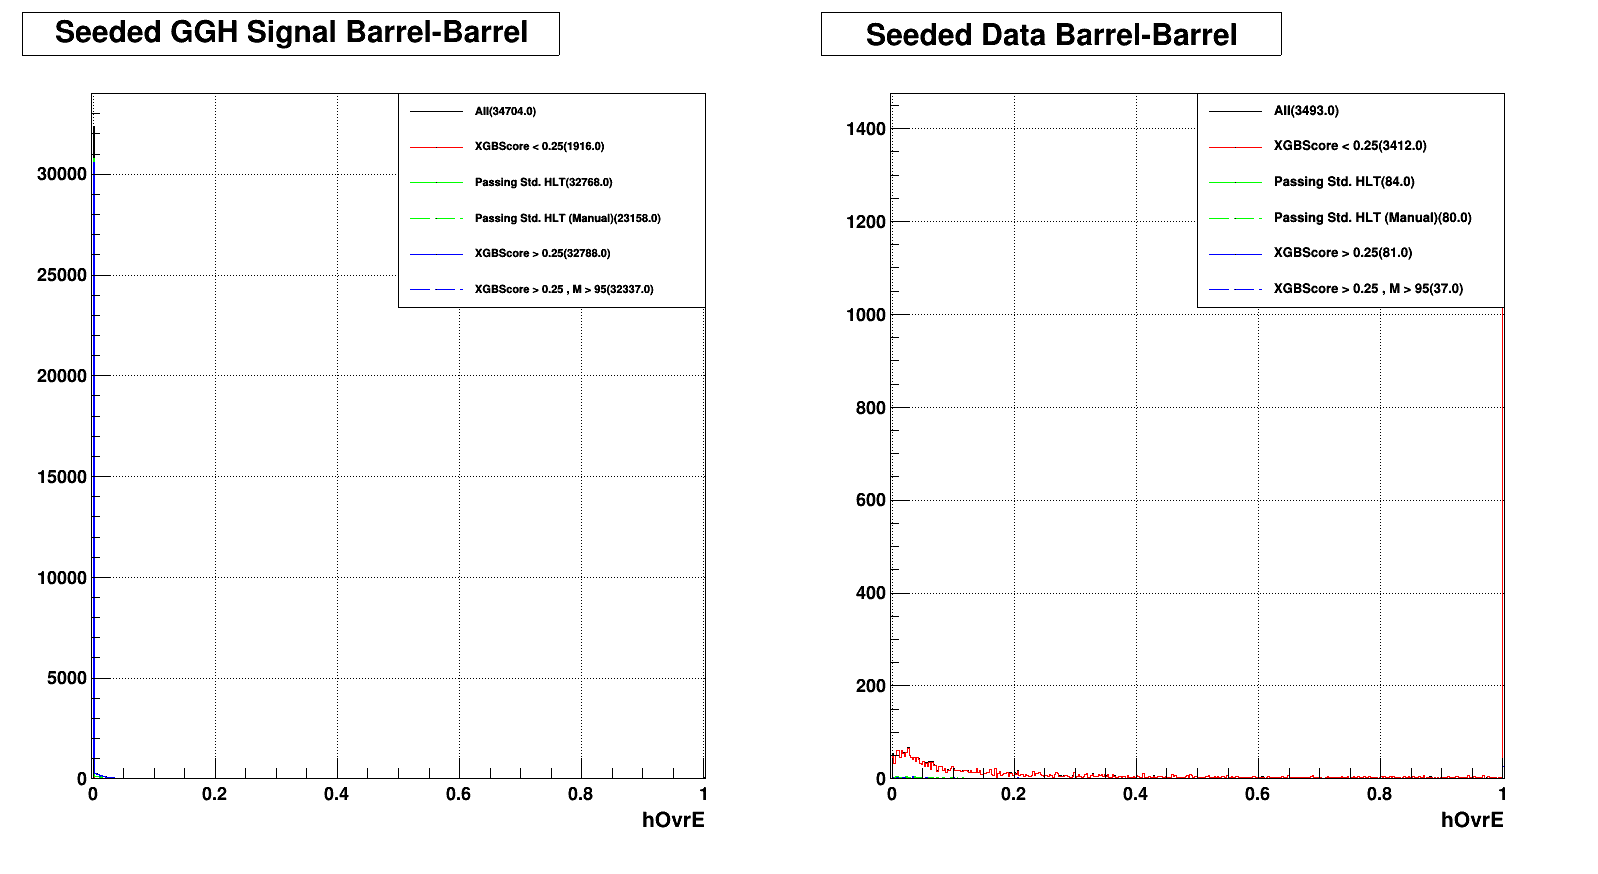 Seeded GGH Signal Barrel-Barrel
All(34704.0)
XGBScore < 0.25(1916.0)
Passing Std. HLT(32768.0)
Passing Std. HLT (Manual)(23158.0)
XGBScore > 0.25(32788.0)
XGBScore > 0.25 , M > 95(32337.0)
30000
25000
20000
15000
10000
5000
0
0 0.2 0.4 0.6 0.8 1
hOvrE
Seeded Data Barrel-Barrel
All(3493.0)
XGBScore < 0.25(3412.0)
Passing Std. HLT(84.0)
Passing Std. HLT (Manual)(80.0)
XGBScore > 0.25(81.0)
XGBScore > 0.25 , M > 95(37.0)
1400
1200
1000
800
600
400
200
0
0 0.2 0.4 0.6 0.8 1
hOvrE